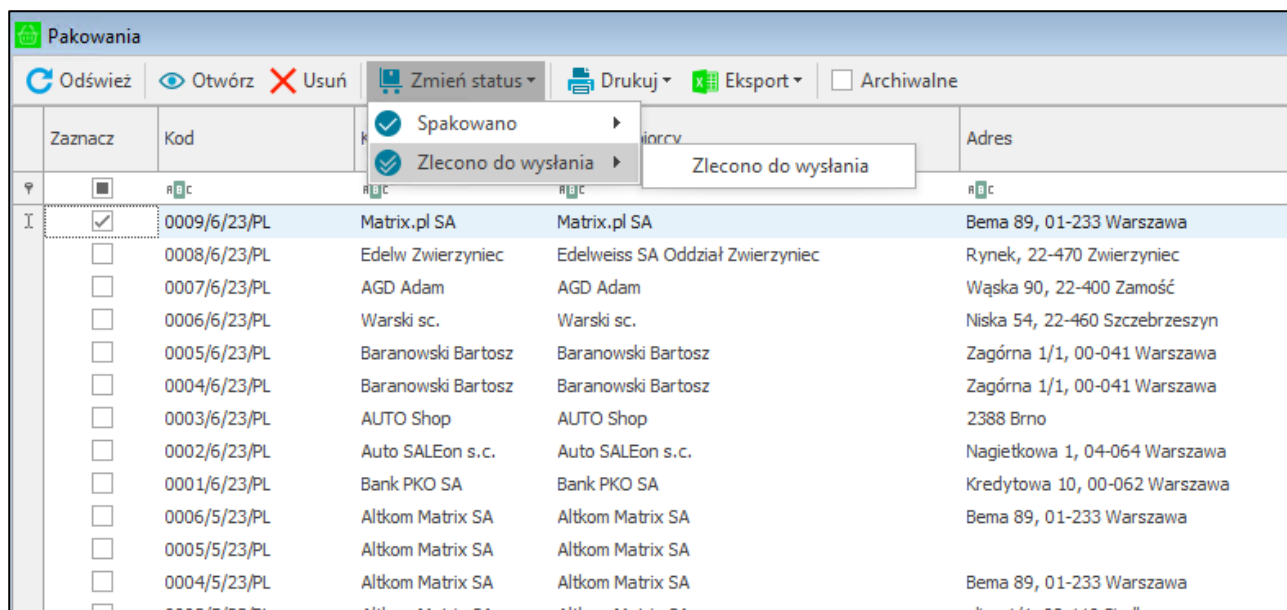 Pakowania
Odśwież Otwórz Usuń Zmień status Drukuj Eksport Archiwalne
Spakowano
Zaznacz Kod Adres
Zlecono do wysłania Zlecono do wysłania
ABC ABC ABC ABC
0009/6/23/PL Matrix.pl SA Matrix.pl SA Bema 89, 01-233 Warszawa
0008/6/23/PL Edelw Zwierzyniec Edelweiss SA Oddział Zwierzyniec Rynek, 22-470 Zwierzyniec
0007/6/23/PL AGD Adam AGD Adam Wąska 90, 22-400 Zamość
0006/6/23/PL Warski sc. Warski sc. Niska 54, 22-460 Szczebrzeszyn
0005/6/23/PL Baranowski Bartosz Baranowski Bartosz Zagórna 1/1, 00-041 Warszawa
0004/6/23/PL Baranowski Bartosz Baranowski Bartosz Zagórna 1/1, 00-041 Warszawa
0003/6/23/PL AUTO Shop AUTO Shop 2388 Brno
0002/6/23/PL Auto SALEon s.c. Auto SALEon s.c. Nagietkowa 1, 04-064 Warszawa
0001/6/23/PL Bank PKO SA Bank PKO SA Kredytowa 10, 00-062 Warszawa
0006/5/23/PL Altkom Matrix SA Altkom Matrix SA Bema 89, 01-233 Warszawa
0005/5/23/PL Altkom Matrix SA Altkom Matrix SA
0004/5/23/PL Altkom Matrix SA Altkom Matrix SA Bema 89, 01-233 Warszawa